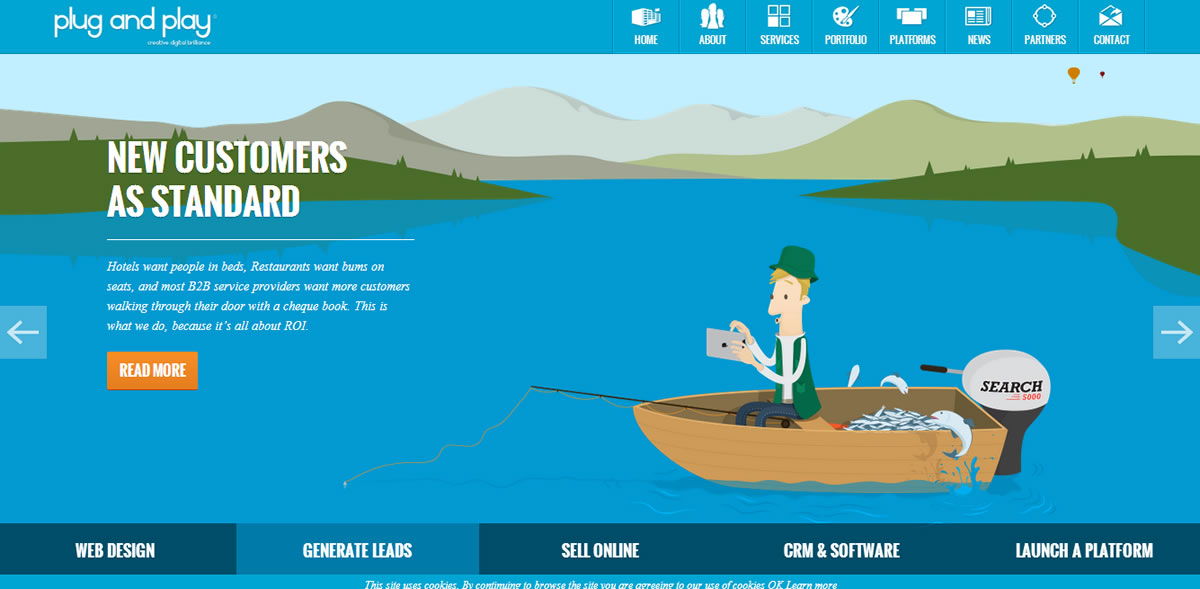 plug and play
creative digital brilliance
HOME
ABOUT
SERVICES
PORTFOLIO
PLATFORMS
NEWS
PARTNERS
CONTACT
NEW CUSTOMERS
AS STANDARD
Hotels want people in beds, Restaurants want bums on
seats, and most B2B service providers want more customers
walking through their door with a cheque book. This is
what we do, because it's all about ROI.
READ MORE
SEARCH
5000
WEB DESIGN
GENERATE LEADS
SELL ONLINE
CRM & SOFTWARE
LAUNCH A PLATFORM
This site uses cookies. By continuing to browse the site you are agreeing to our use of cookies OK Learn more